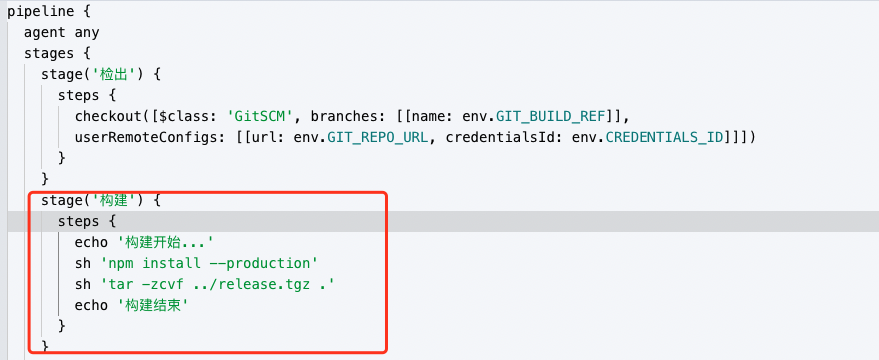 pipeline {
  agent any
  stages {
    stage('检出') {
      steps {
        checkout([$class: 'GitSCM', branches: [[name: env.GIT_BUILD_REF]],
        userRemoteConfigs: [[url: env.GIT_REPO_URL, credentialsId: env.CREDENTIALS_ID]]])
      }
    }
    stage('构建') {
      steps {
        echo '构建开始...'
        sh 'npm install --production'
        sh 'tar -zcvf ../release.tgz .'
        echo '构建结束'
      }
    }